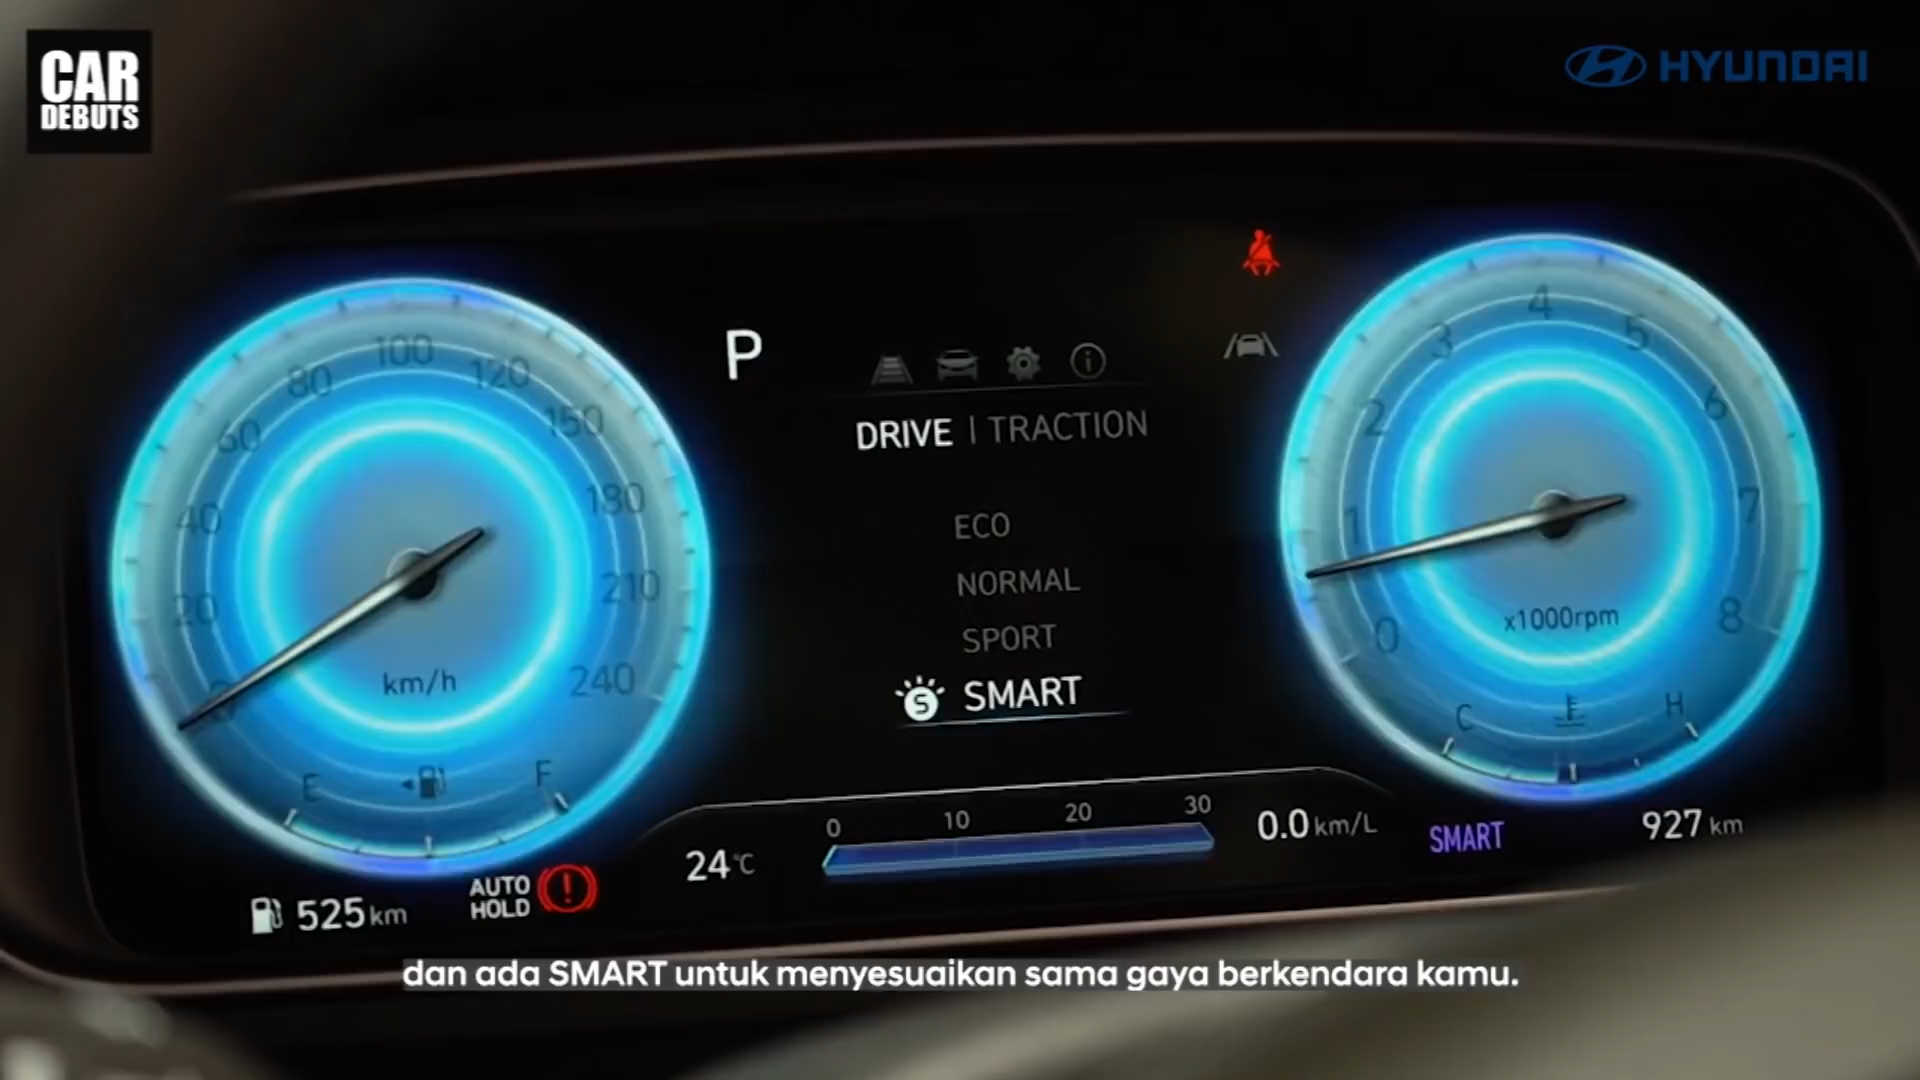 CAR
DEBUTS
HYUNDAI
P
DRIVE | TRACTION
ECO
NORMAL
SPORT
SMART
20
40
60
80
100
120
150
180
210
240
km/h
E
F
0
1
2
3
4
5
6
7
8
x1000rpm
C
H
0 10 20 30
24°C
0.0 km/L
SMART
927 km
525 km
AUTO
HOLD
dan ada SMART untuk menyesuaikan sama gaya berkendara kamu.